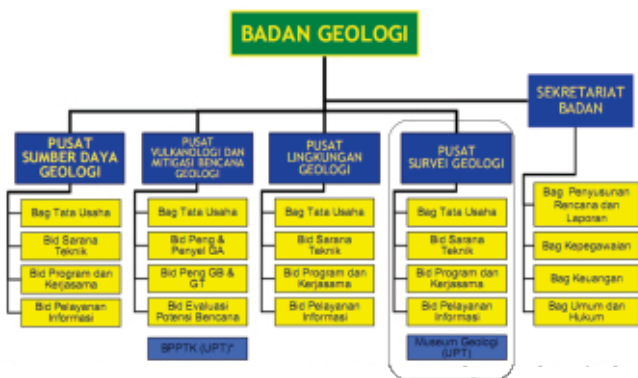 BADAN GEOLOGI
SEKRETARIAT
BADAN
PUSAT
SUMBER DAYA
GEOLOGI
Bag Tata Usaha
Bid Sarana
Teknik
Bid Program dan
Kerjasama
Bid Pelayanan
Informasi
PUSAT
VULKANOLOGI DAN
MITIGASI BENCANA
GEOLOGI
Bag Tata Usaha
Bid Peng &
Penyel GA
Bid Peng GB &
GT
Bid Evaluasi
Potensi Bencana
BPPTK (UPT)*
PUSAT
LINGKUNGAN
GEOLOGI
Bag Tata Usaha
Bid Sarana
Teknik
Bid Program dan
Kerjasama
Bid Pelayanan
Informasi
PUSAT
SURVEI GEOLOGI
Bag Tata Usaha
Bid Sarana
Teknik
Bid Program dan
Kerjasama
Bid Pelayanan
Informasi
Museum Geologi
(UPT)
Bag Penyusunan
Rencana dan
Laporan
Bag Kepegawaian
Bag Keuangan
Bag Umum dan
Hukum